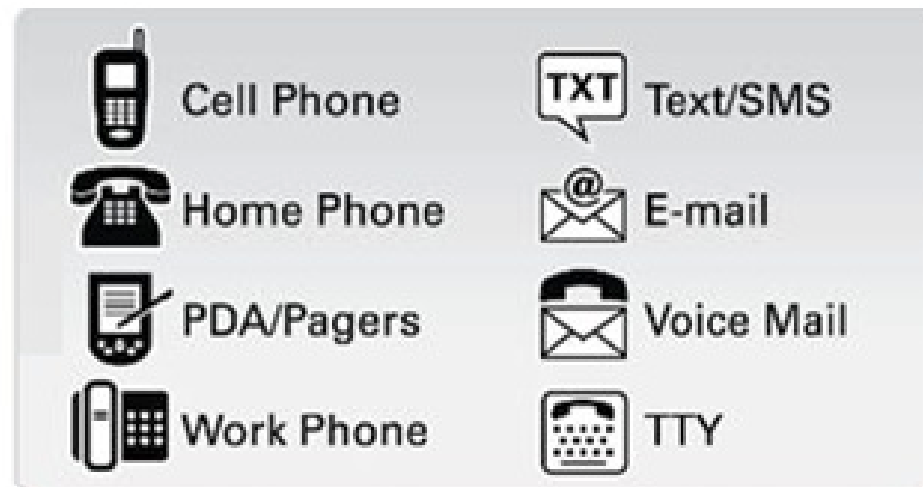 Cell Phone
Home Phone
PDA/Pagers
Work Phone
TXT
Text/SMS
@
E-mail
Voice Mail
TTY